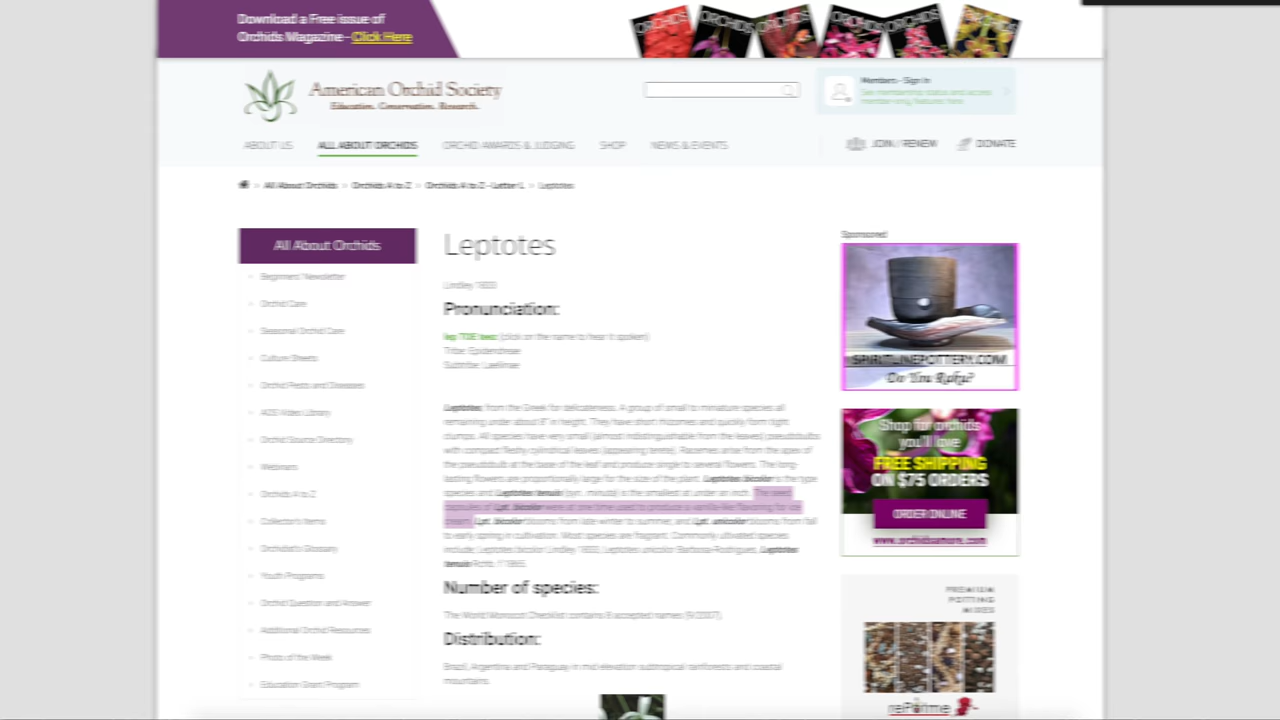 Download a Free issue of
Orchids Magazine - Click Here
ORCHIDS
ORCHIDS
ORCHIDS
ORCHIDS
ORCHIDS
American Orchid Society
Education. Conservation. Research.
Members - Sign In
See membership status and access
member-only features here
ABOUT US ALL ABOUT ORCHIDS ORCHID AWARDS & JUDGING SHOP NEWS & EVENTS JOIN / RENEW DONATE
All About Orchids > Orchids A to Z > Orchids A to Z - Letter L > Leptotes
All About Orchids
Beginners' Newsletter
Orchid Care
Seasonal Orchid Care
Culture Sheets
Orchid Pests and Diseases
AOS Video Library
Orchid Source Directory
Webinars
Orchids A to Z
Collector's Items
Orchidists Glossary
Youth Programs
Orchid Question and Answer
Additional Orchid Resources
Photo of the Week
Education Grant Program
Leptotes
Lindley, 1833
Pronunciation:
lep-TOE-teez (click on the name to hear it spoken)
Tribe: Epidendreae
Subtribe: Laeliinae
Leptotes: from the Greek for delicateness. A group of small to miniature species all
remaining under about 6" in height. They have short rhizomes and quickly form tight
clumps. All species have very small (almost indistinguishable from the leaves) pseudobulbs
with compact fleshy cylindrical leaves (appearing terete). Racemes arise from the apex of
the pseudobulb at the base of the leaf and produce single to several flowers. The long
lasting flowers are proportionally large for the size of the plant. Leptotes bicolor is the type
species and Leptotes tenuis (syn. minuta) is the smallest at under an inch. The seed
capsules of Lpt. bicolor were at one time used to produce a vanilla-like flavoring for ice
cream. Lpt. bicolor blooms from late winter to summer, and Lpt. unicolor blooms from fall
to early spring in cultivation. Most species are fragrant. Commonly cultivated species
include: Leptotes bicolor Lindley 1833; Leptotes unicolor Barbosa-Rodrigues; Leptotes
tenuis Rchb. f 1865.
Number of species:
The World Monocot Checklist contains 9 accepted names (9/2007).
Distribution:
Brazil, Argentina and Paraguay in mid elevation subtropical rainforests and coastal
mountains.
Sponsored
SPIRITLINEPOTTERY.COM
Do You Ryhp?
Shop for orchids
you'll love
FREE SHIPPING
ON $75 ORDERS
ORDER ONLINE
PREMIUM
POTTING
MIXES
rePotme